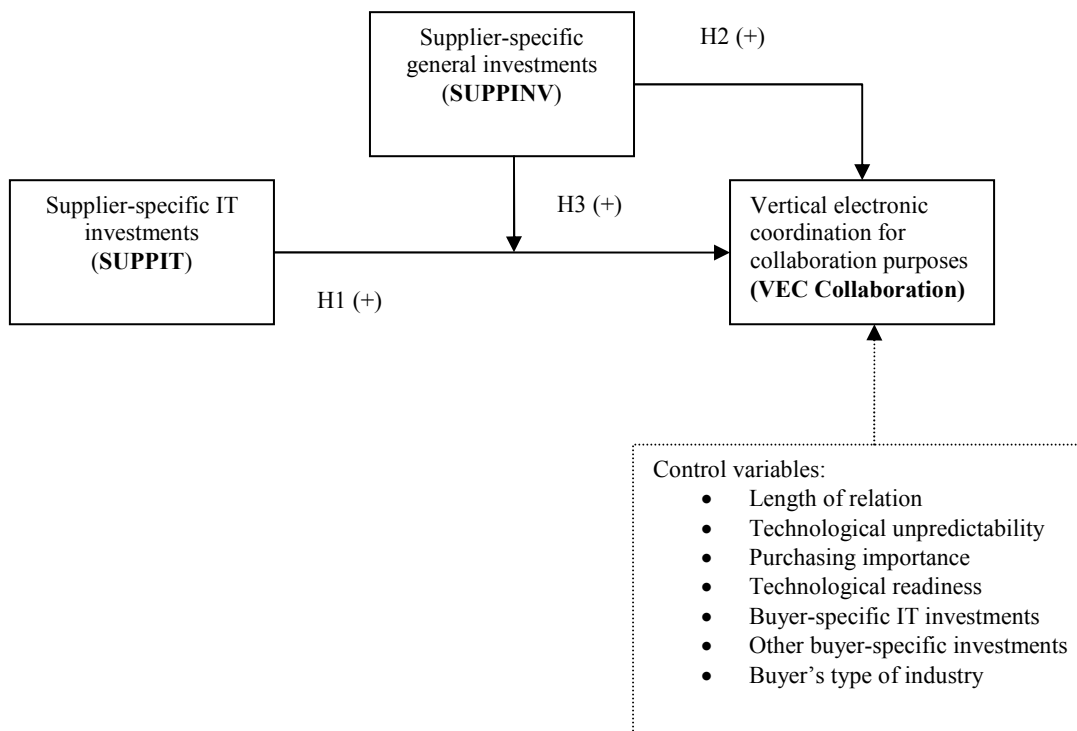 Supplier-specific
general investments
(SUPPINV)
H2 (+)
Supplier-specific IT
investments
(SUPPIT)
H3 (+)
H1 (+)
Vertical electronic
coordination for
collaboration purposes
(VEC Collaboration)
Control variables:
• Length of relation
• Technological unpredictability
• Purchasing importance
• Technological readiness
• Buyer-specific IT investments
• Other buyer-specific investments
• Buyer's type of industry